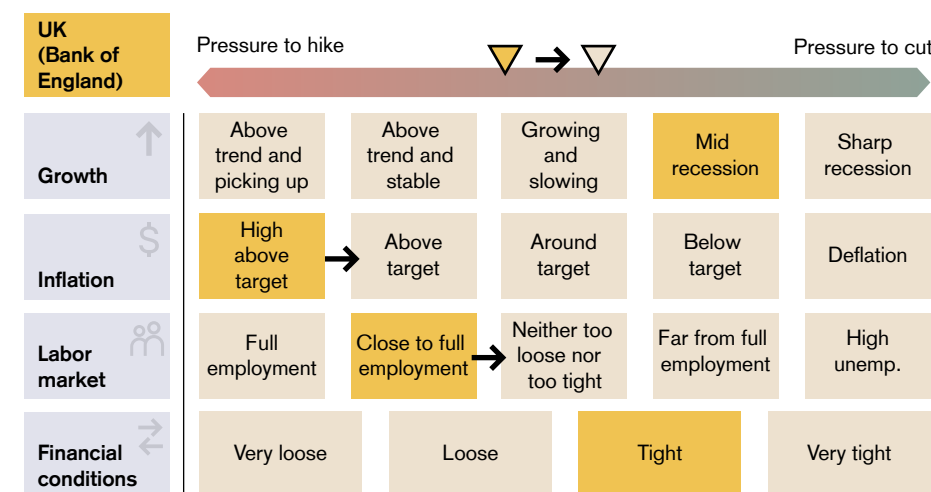 UK
(Bank of
England)
Pressure to hike
Pressure to cut
Growth
Above
trend and
picking up
Above
trend and
stable
Growing
and
slowing
Mid
recession
Sharp
recession
Inflation
$
High
above
target
Above
target
Around
target
Below
target
Deflation
Labor
market
Full
employment
Close to full
employment
Neither too
loose nor
too tight
Far from full
employment
High
unemp.
Financial
conditions
Very loose
Loose
Tight
Very tight